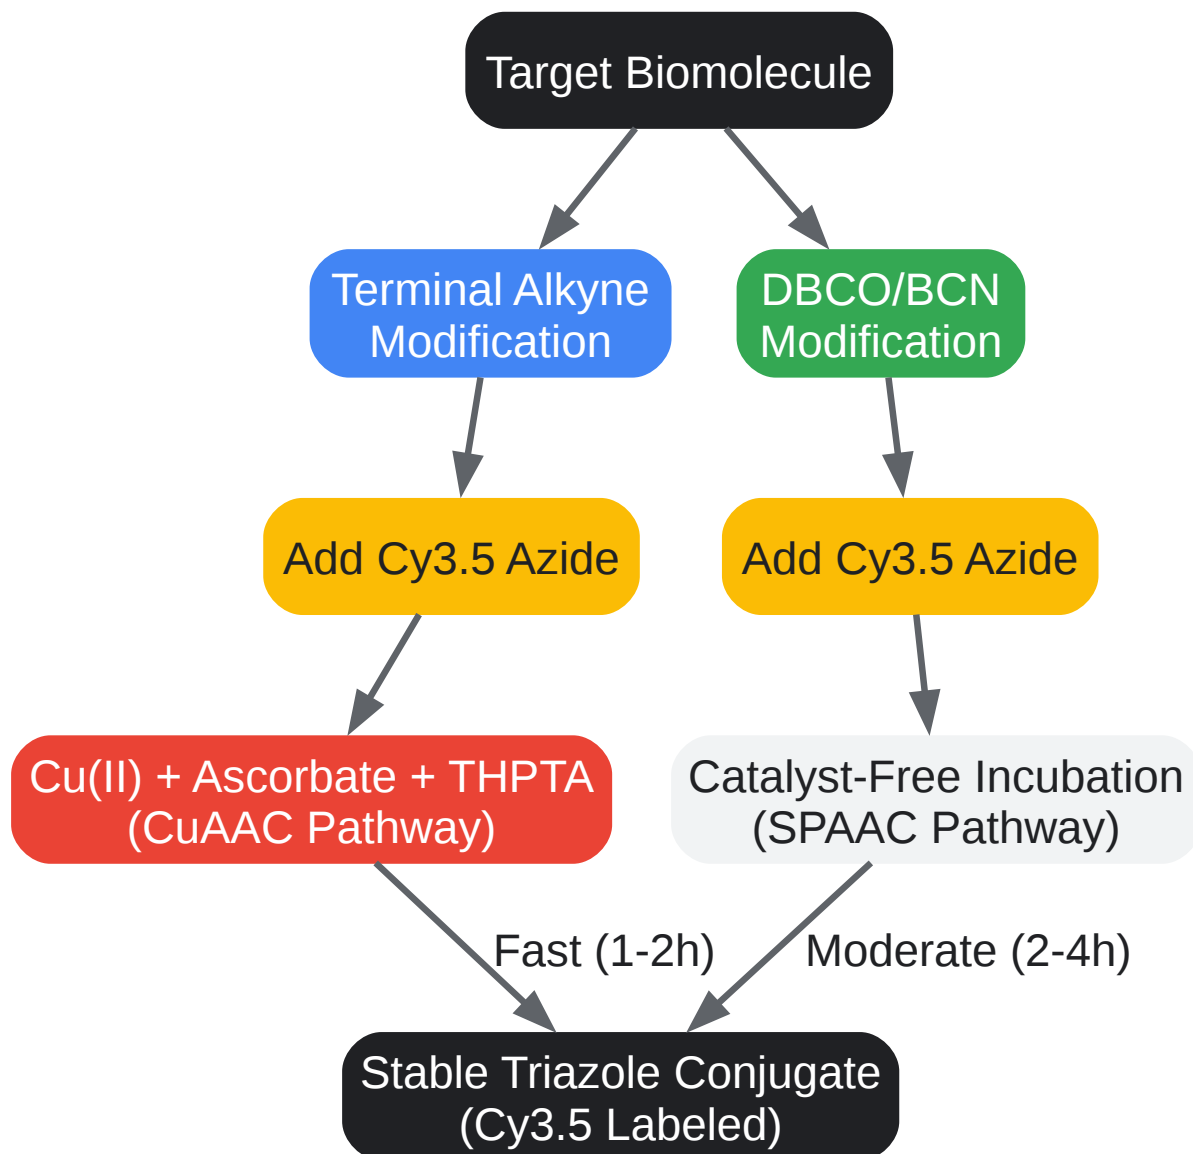 Target Biomolecule
Terminal Alkyne
Modification
DBCO/BCN
Modification
Add Cy3.5 Azide
Add Cy3.5 Azide
Cu(II) + Ascorbate + THPTA
(CuAAC Pathway)
Catalyst-Free Incubation
(SPAAC Pathway)
Fast (1-2h)
Moderate (2-4h)
Stable Triazole Conjugate
(Cy3.5 Labeled)